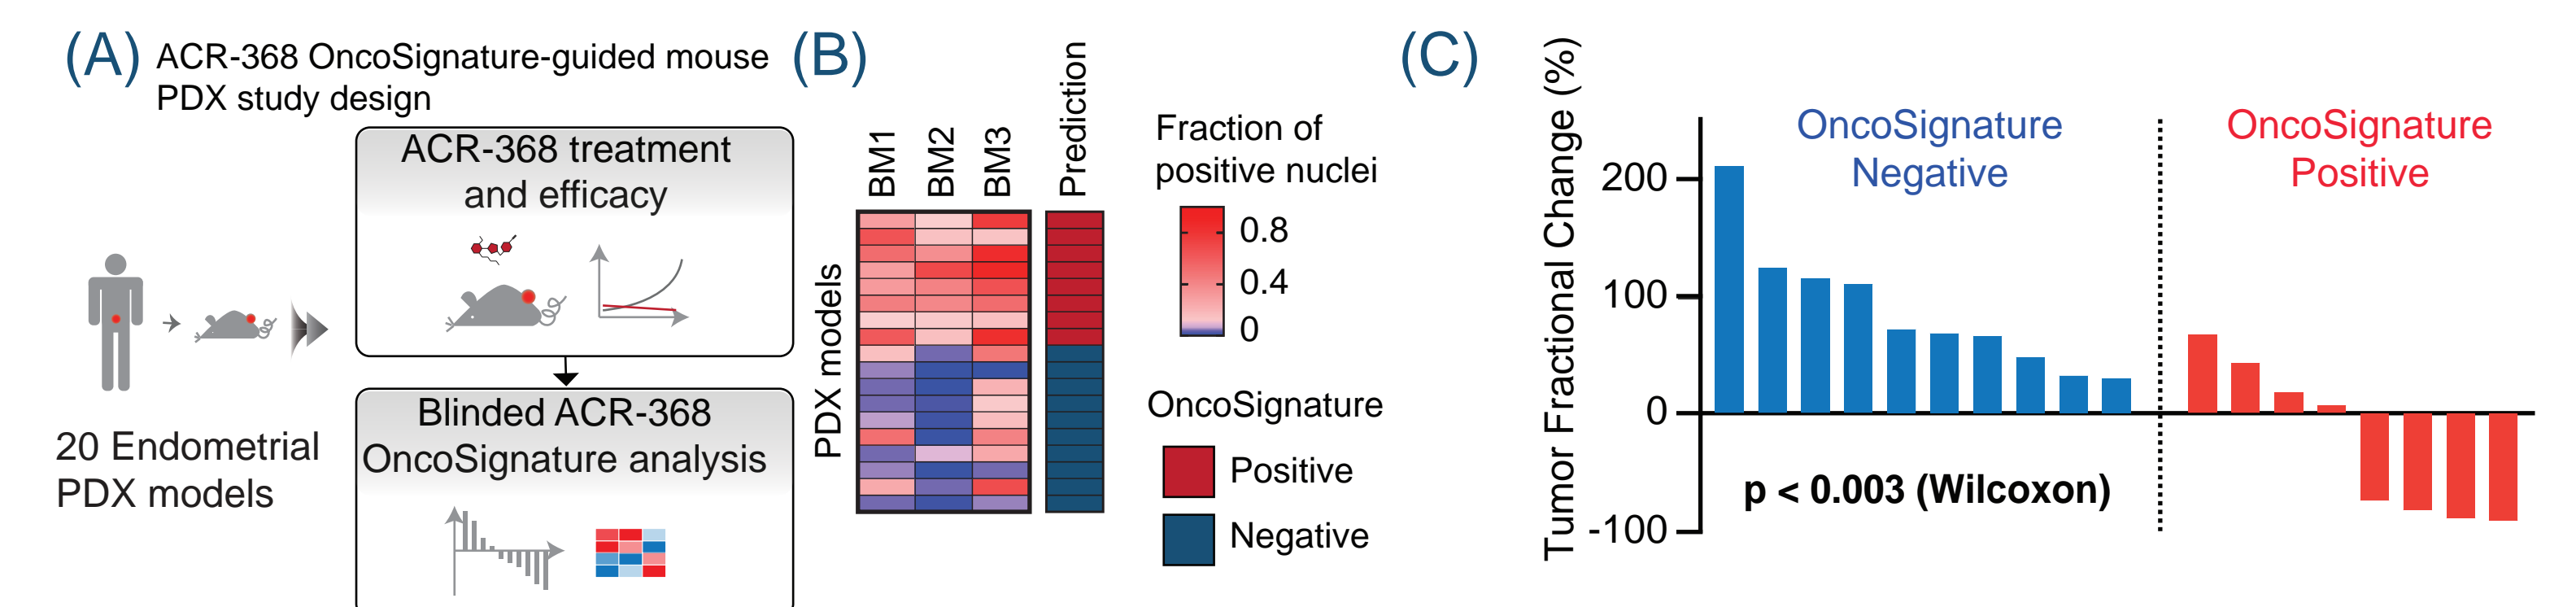 (A)
ACR-368 OncoSignature-guided mouse
PDX study design
20 Endometrial
PDX models
ACR-368 treatment
and efficacy
Blinded ACR-368
OncoSignature analysis
(B)
BM1
BM2
BM3
Prediction
PDX models
Fraction of
positive nuclei
0.8
0.4
0
OncoSignature
Positive
Negative
(C)
Tumor Fractional Change (%)
200
100
0
-100
OncoSignature
Negative
OncoSignature
Positive
p < 0.003 (Wilcoxon)